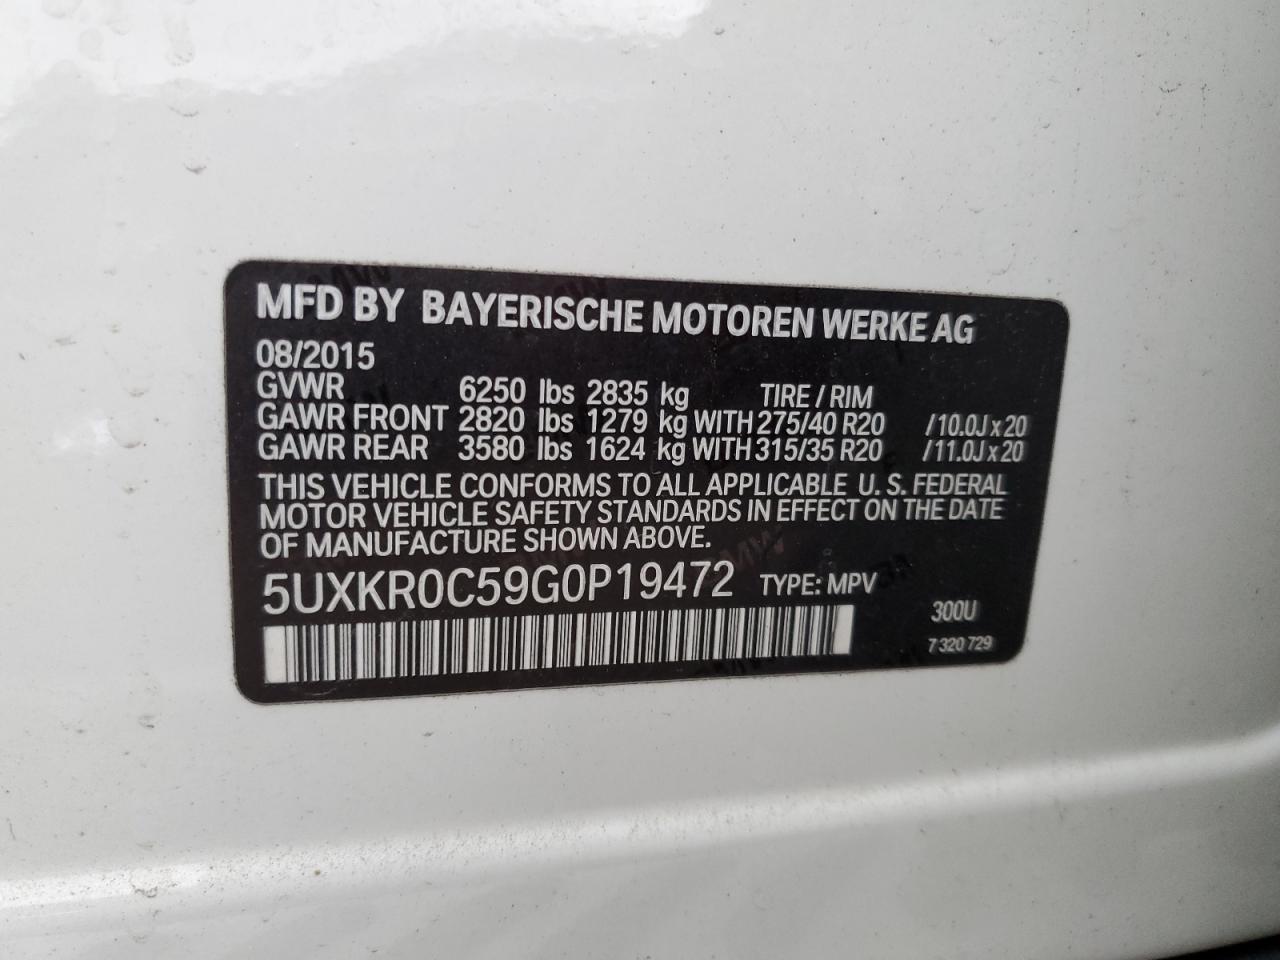 MFD BY BAYERISCHE MOTOREN WERKE AG
08/2015
GVWR 6250 lbs 2835 kg TIRE / RIM
GAWR FRONT 2820 lbs 1279 kg WITH 275/40 R20 /10.0J x 20
GAWR REAR 3580 lbs 1624 kg WITH 315/35 R20 /11.0J x 20
THIS VEHICLE CONFORMS TO ALL APPLICABLE U. S. FEDERAL
MOTOR VEHICLE SAFETY STANDARDS IN EFFECT ON THE DATE
OF MANUFACTURE SHOWN ABOVE.
5UXKR0C59G0P19472 TYPE: MPV
300U
7 320 729